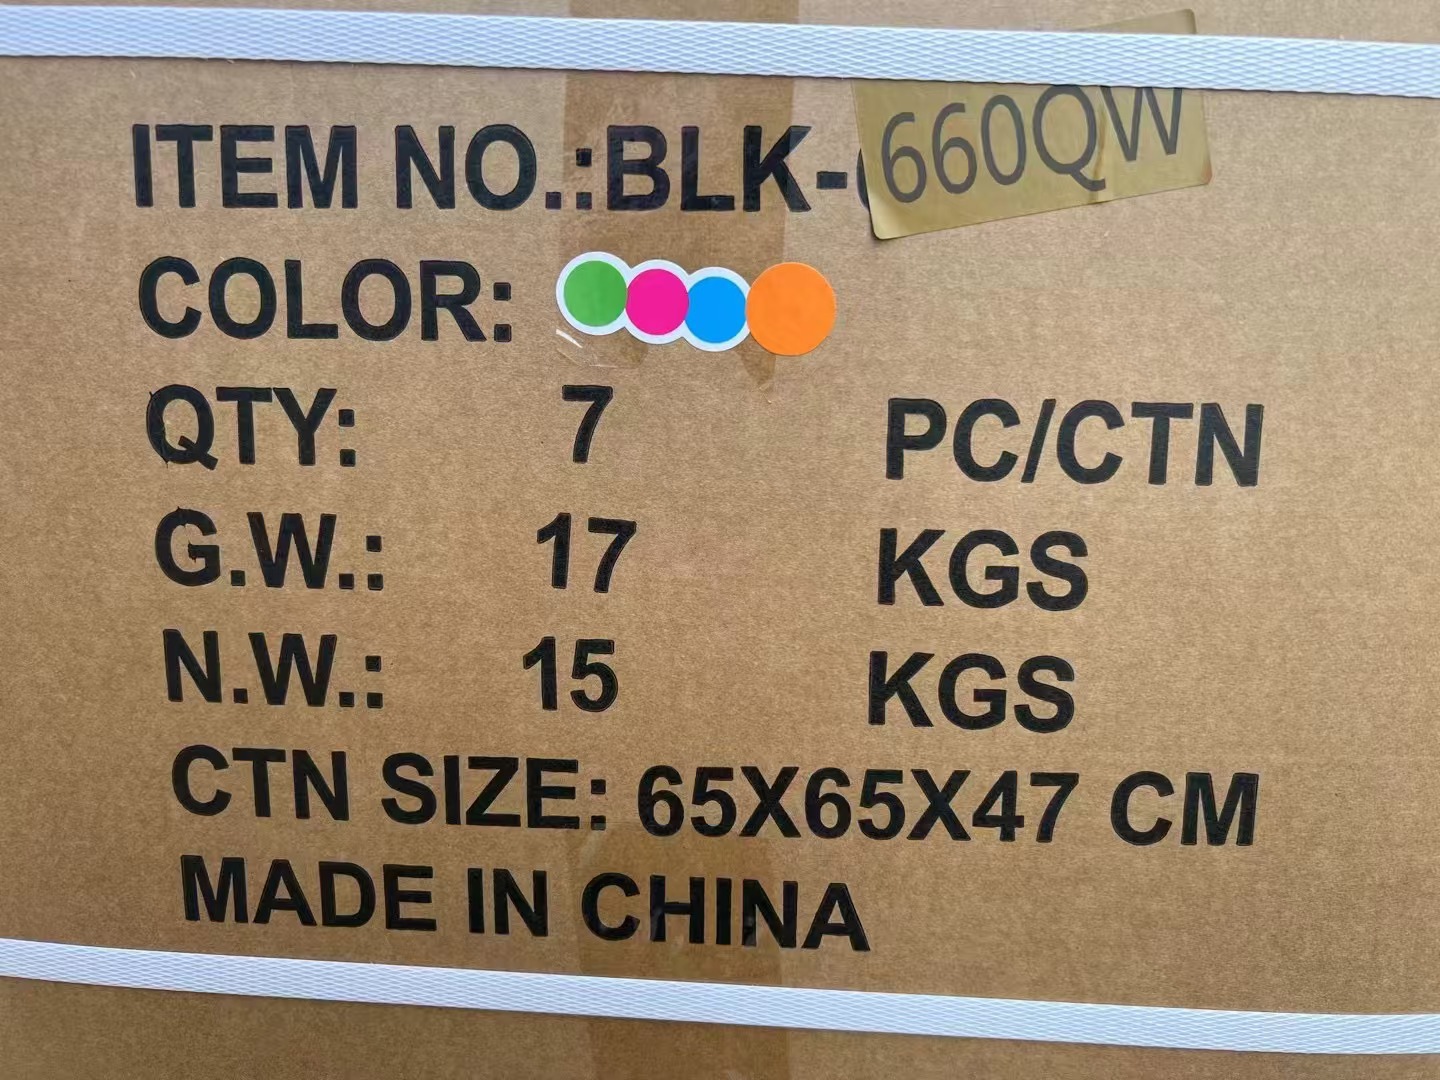 ITEM NO.:BLK-660QW
COLOR:
QTY: 7 PC/CTN
G.W.: 17 KGS
N.W.: 15 KGS
CTN SIZE: 65X65X47 CM
MADE IN CHINA